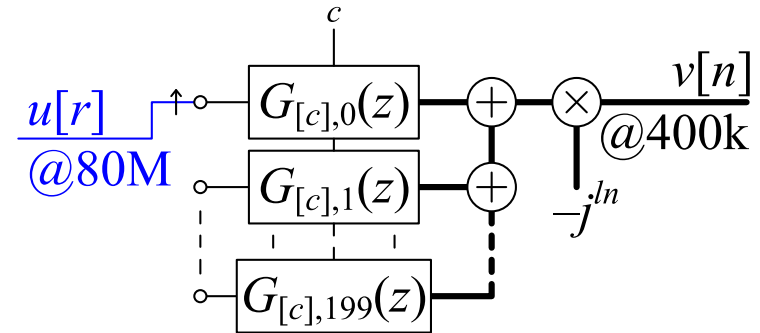 c
u[r]
@80M
G[c],0(z)
+
×
v[n]
@400k
G[c],1(z)
+
−j^ln
G[c],199(z)